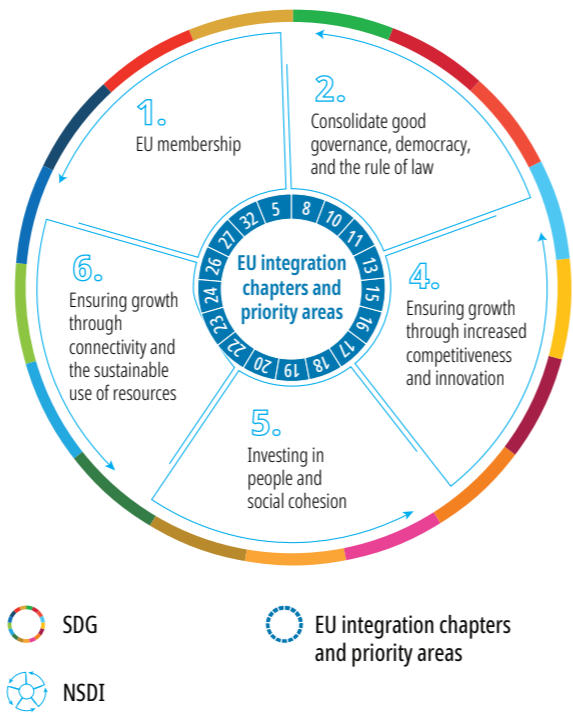 1.
EU membership
2.
Consolidate good
governance, democracy,
and the rule of law
4.
Ensuring growth
through increased
competitiveness
and innovation
5.
Investing in
people and
social cohesion
6.
Ensuring growth
through
connectivity and
the sustainable
use of resources
5 8 10 11 13 15 16 17 18 19 20 22 23 24 26 27 32
EU integration
chapters and
priority areas
SDG
NSDI
EU integration chapters
and priority areas